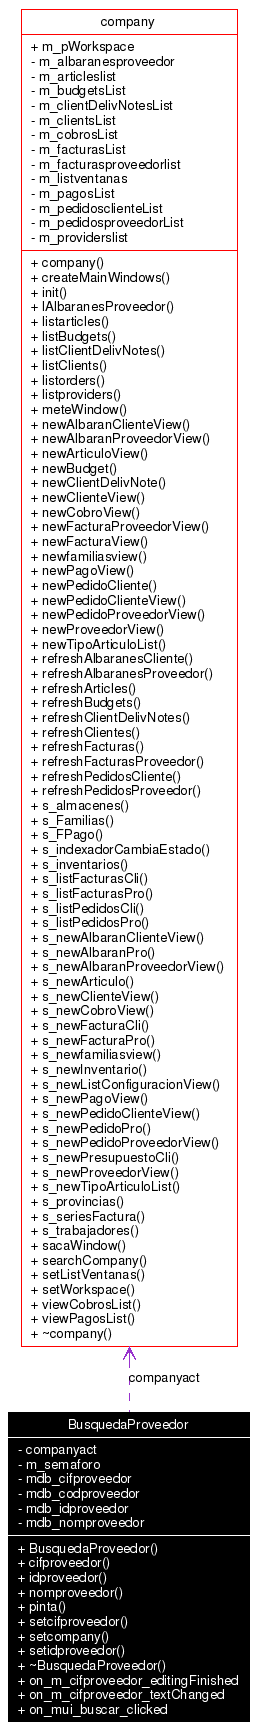 company
+ m_pWorkspace
- m_albaranesproveedor
- m_articleslist
- m_budgetsList
- m_clientDelivNotesList
- m_clientsList
- m_cobrosList
- m_facturasList
- m_facturasproveedorlist
- m_listventanas
- m_pagosList
- m_pedidosclienteList
- m_pedidosproveedorList
- m_providerslist
+ company()
+ createMainWindows()
+ init()
+ lAlbaranesProveedor()
+ listarticles()
+ listBudgets()
+ listClientDelivNotes()
+ listClients()
+ listorders()
+ listproviders()
+ meteWindow()
+ newAlbaranClienteView()
+ newAlbaranProveedorView()
+ newArticuloView()
+ newBudget()
+ newClientDelivNote()
+ newClienteView()
+ newCobroView()
+ newFacturaProveedorView()
+ newFacturaView()
+ newfamiliasview()
+ newPagoView()
+ newPedidoCliente()
+ newPedidoClienteView()
+ newPedidoProveedorView()
+ newProveedorView()
+ newTipoArticuloList()
+ refreshAlbaranesCliente()
+ refreshAlbaranesProveedor()
+ refreshArticles()
+ refreshBudgets()
+ refreshClientDelivNotes()
+ refreshClientes()
+ refreshFacturas()
+ refreshFacturasProveedor()
+ refreshPedidosCliente()
+ refreshPedidosProveedor()
+ s_almacenes()
+ s_Familias()
+ s_FPago()
+ s_indexadorCambiaEstado()
+ s_inventarios()
+ s_listFacturasCli()
+ s_listFacturasPro()
+ s_listPedidosCli()
+ s_listPedidosPro()
+ s_newAlbaranClienteView()
+ s_newAlbaranPro()
+ s_newAlbaranProveedorView()
+ s_newArticulo()
+ s_newClienteView()
+ s_newCobroView()
+ s_newFacturaCli()
+ s_newFacturaPro()
+ s_newfamiliasview()
+ s_newInventario()
+ s_newListConfiguracionView()
+ s_newPagoView()
+ s_newPedidoClienteView()
+ s_newPedidoPro()
+ s_newPedidoProveedorView()
+ s_newPresupuestoCli()
+ s_newProveedorView()
+ s_newTipoArticuloList()
+ s_provincias()
+ s_seriesFactura()
+ s_trabajadores()
+ sacaWindow()
+ searchCompany()
+ setListVentanas()
+ setWorkspace()
+ viewCobrosList()
+ viewPagosList()
+ ~company()
companyact
BusquedaProveedor
- companyact
- m_semaforo
- mdb_cifproveedor
- mdb_codproveedor
- mdb_idproveedor
- mdb_nomproveedor
+ BusquedaProveedor()
+ cifproveedor()
+ idproveedor()
+ nomproveedor()
+ pinta()
+ setcifproveedor()
+ setcompany()
+ setidproveedor()
+ ~BusquedaProveedor()
+ on_m_cifproveedor_editingFinished
+ on_m_cifproveedor_textChanged
+ on_mui_buscar_clicked